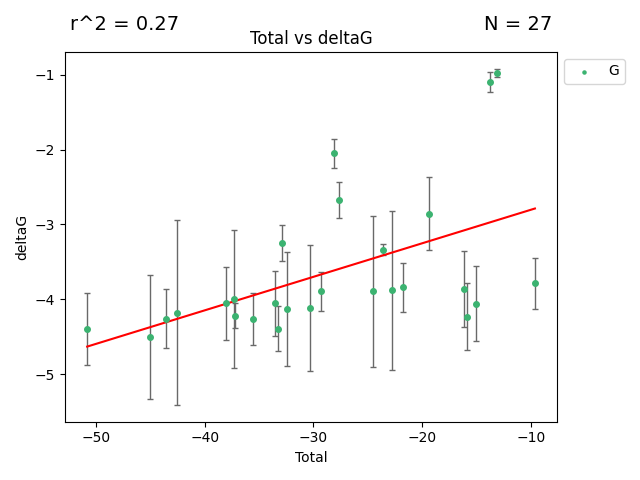 r^2 = 0.27
N = 27
Total vs deltaG
G
−1
−2
−3
−4
−5
deltaG
−50
−40
−30
−20
−10
Total